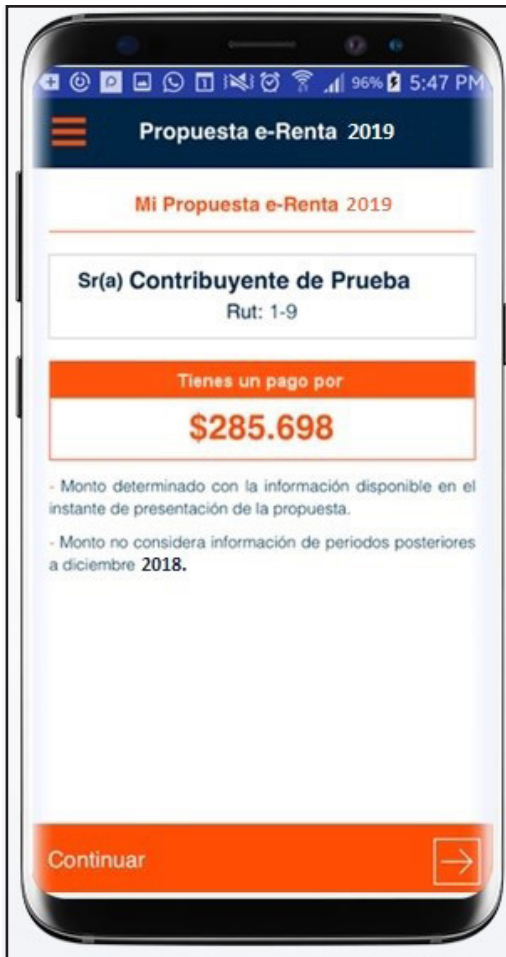 96% 5:47 PM
Propuesta e-Renta 2019
Mi Propuesta e-Renta 2019
Sr(a) Contribuyente de Prueba
Rut: 1-9
Tienes un pago por
$285.698
- Monto determinado con la información disponible en el
instante de presentación de la propuesta.
- Monto no considera información de periodos posteriores
a diciembre 2018.
Continuar